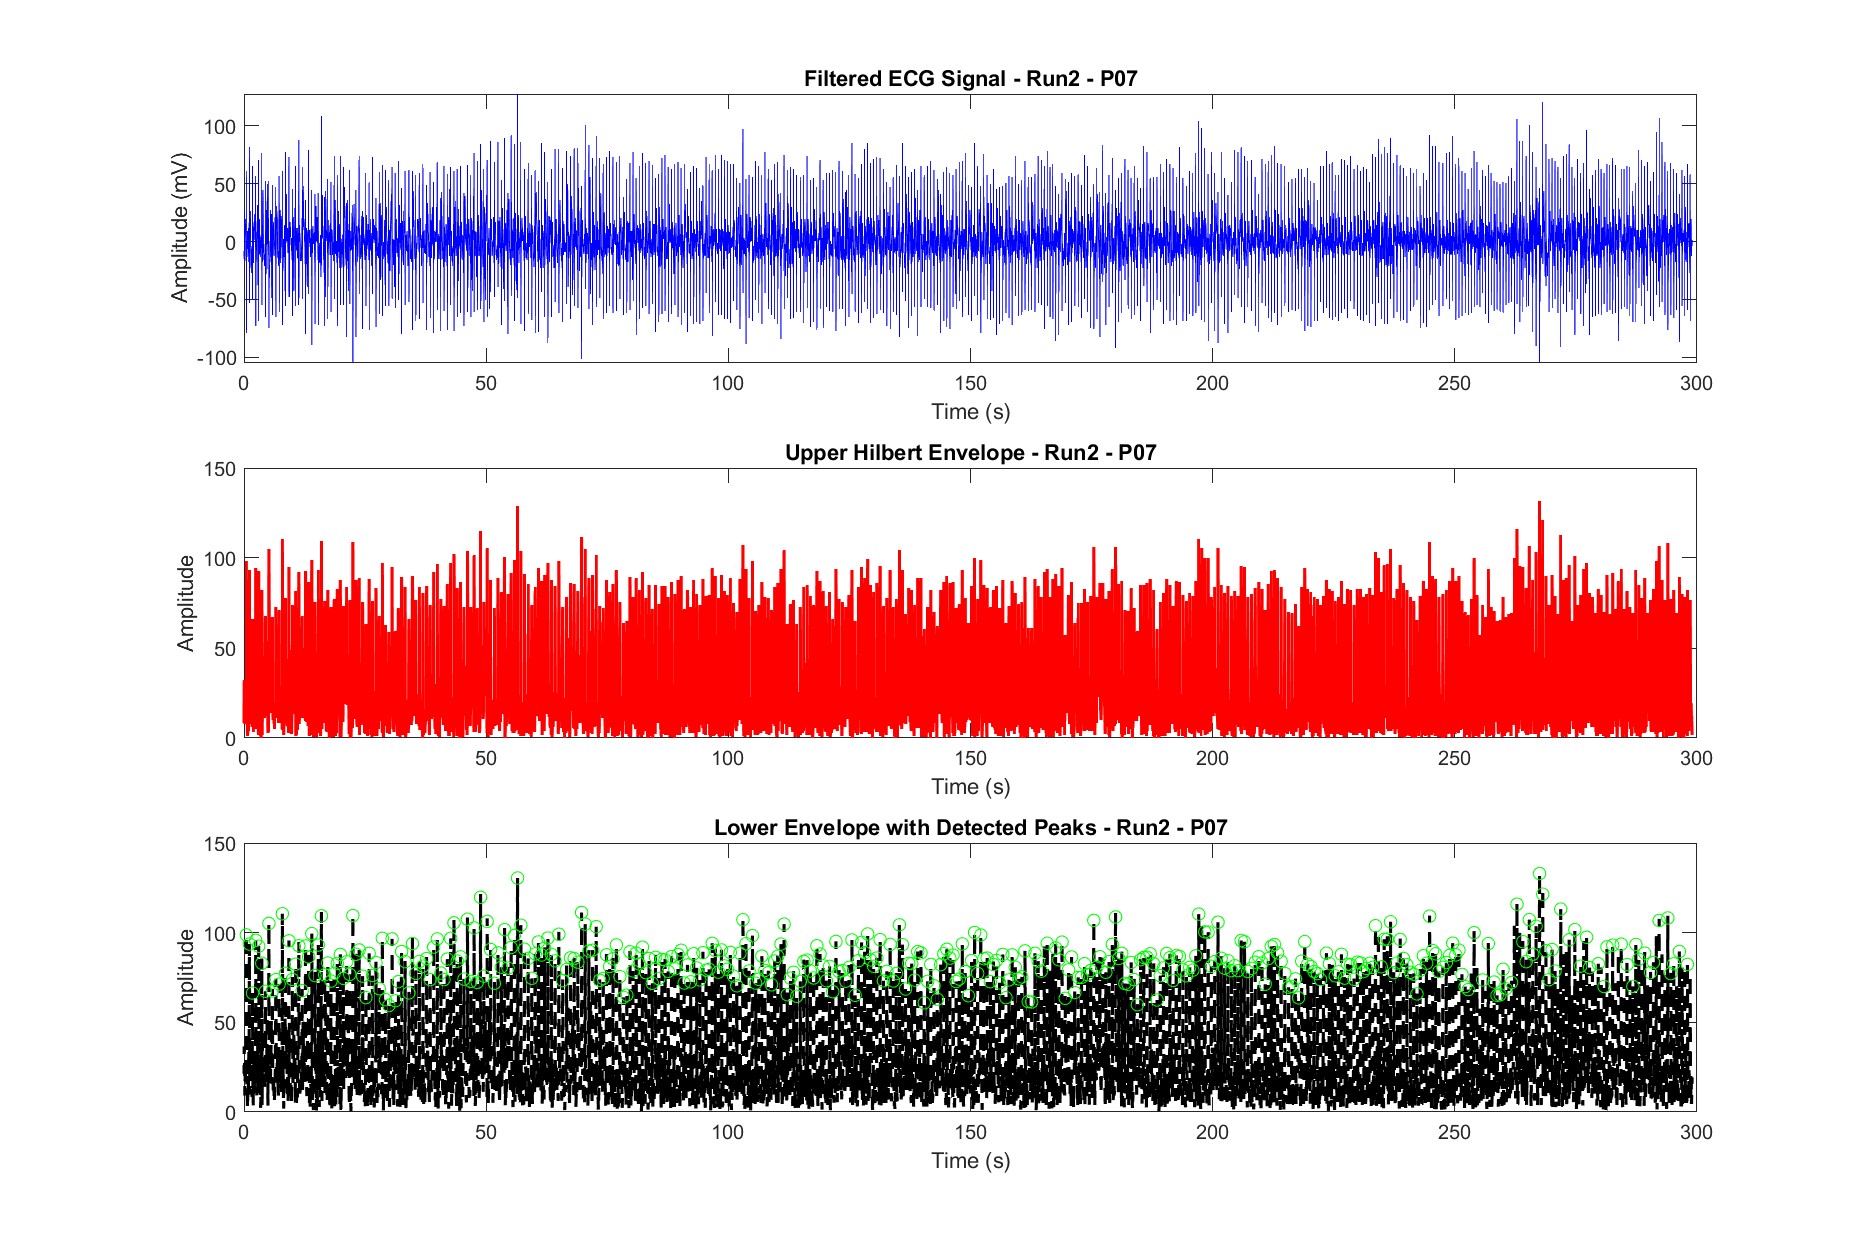 Filtered ECG Signal - Run2 - P07
Amplitude (mV)
100
50
0
-50
-100
0 50 100 150 200 250 300
Time (s)
Upper Hilbert Envelope - Run2 - P07
Amplitude
150
100
50
0
0 50 100 150 200 250 300
Time (s)
Lower Envelope with Detected Peaks - Run2 - P07
Amplitude
150
100
50
0
0 50 100 150 200 250 300
Time (s)